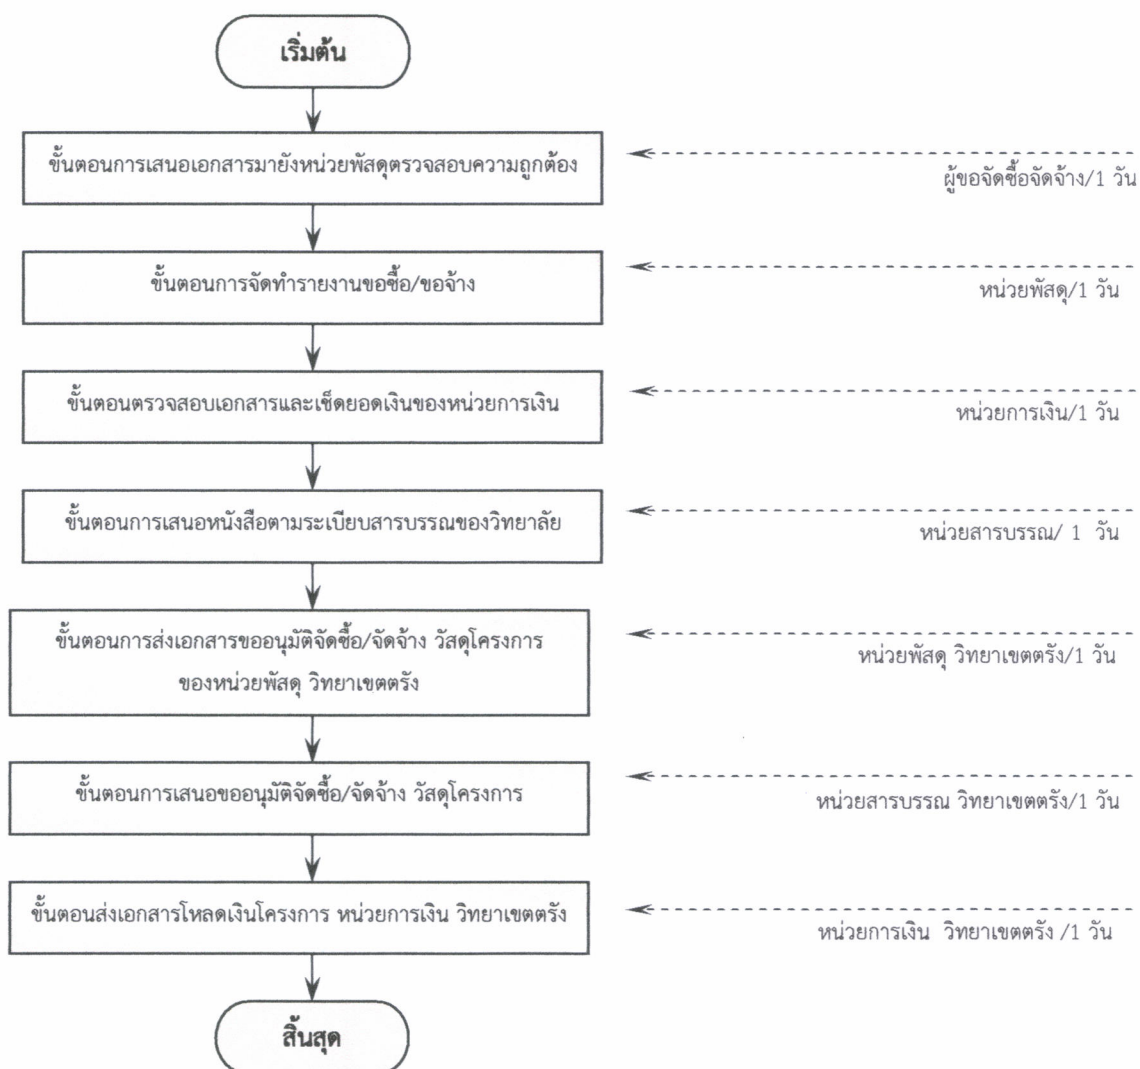 เริ่มต้น
ขั้นตอนการเสนอเอกสารมายังหน่วยพัสดุตรวจสอบความถูกต้อง
ผู้ขอจัดซื้อจัดจ้าง/1 วัน
ขั้นตอนการจัดทำรายงานขอซื้อ/ขอจ้าง
หน่วยพัสดุ/1 วัน
ขั้นตอนตรวจสอบเอกสารและเช็ดยอดเงินของหน่วยการเงิน
หน่วยการเงิน/1 วัน
ขั้นตอนการเสนอหนังสือตามระเบียบสารบรรณของวิทยาลัย
หน่วยสารบรรณ/ 1 วัน
ขั้นตอนการส่งเอกสารขออนุมัติจัดซื้อ/จัดจ้าง วัสดุโครงการ
ของหน่วยพัสดุ วิทยาเขตตรัง
หน่วยพัสดุ วิทยาเขตตรัง/1 วัน
ขั้นตอนการเสนอขออนุมัติจัดซื้อ/จัดจ้าง วัสดุโครงการ
หน่วยสารบรรณ วิทยาเขตตรัง/1 วัน
ขั้นตอนส่งเอกสารโหลดเงินโครงการ หน่วยการเงิน วิทยาเขตตรัง
หน่วยการเงิน วิทยาเขตตรัง /1 วัน
สิ้นสุด